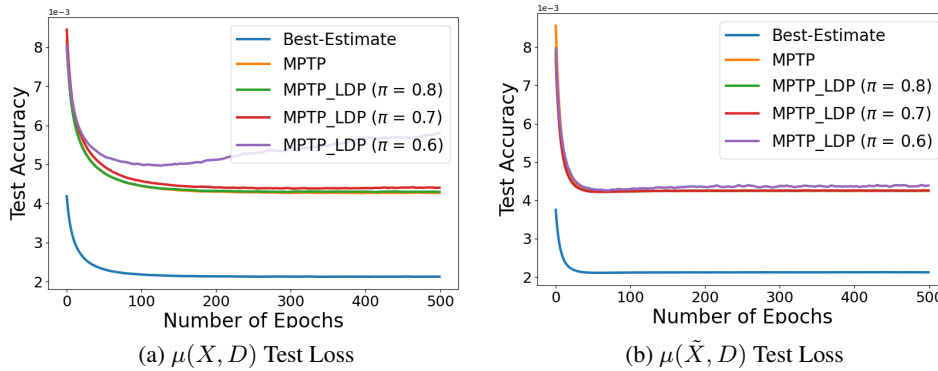 1e−3
8
7
6
5
4
3
2
Test Accuracy
Best-Estimate
MPTP
MPTP_LDP (π = 0.8)
MPTP_LDP (π = 0.7)
MPTP_LDP (π = 0.6)
0 100 200 300 400 500
Number of Epochs
(a) μ(X, D) Test Loss
1e−3
8
7
6
5
4
3
2
Test Accuracy
Best-Estimate
MPTP
MPTP_LDP (π = 0.8)
MPTP_LDP (π = 0.7)
MPTP_LDP (π = 0.6)
0 100 200 300 400 500
Number of Epochs
(b) μ(X̃, D) Test Loss